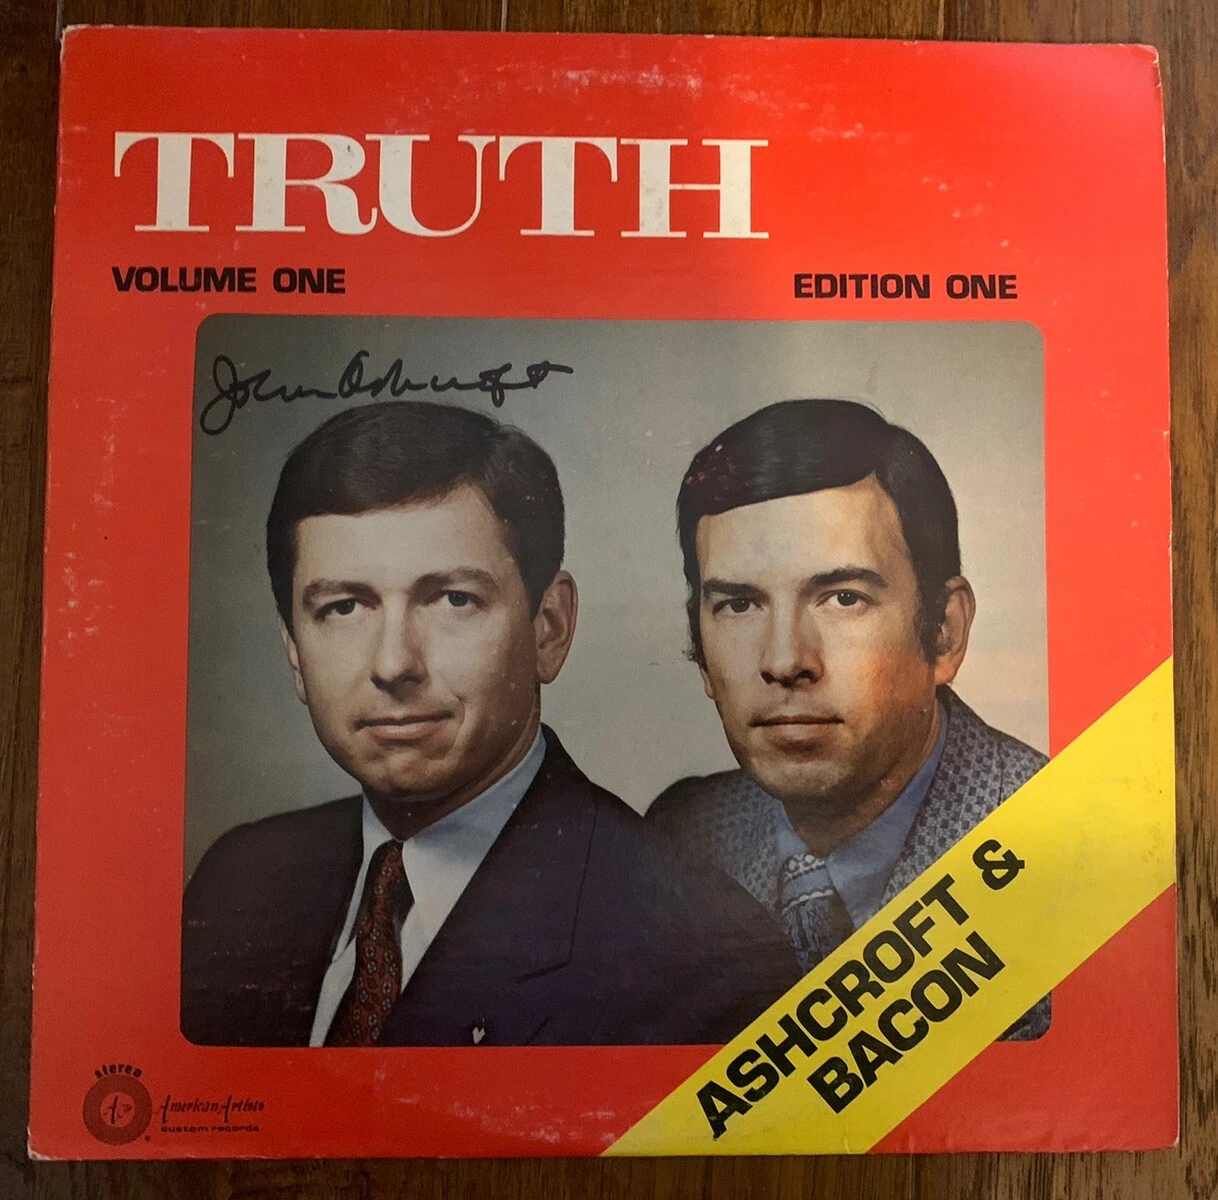 TRUTH
VOLUME ONE
EDITION ONE
John Ashcroft
ASHCROFT &
BACON
stereo
American Artists
custom records